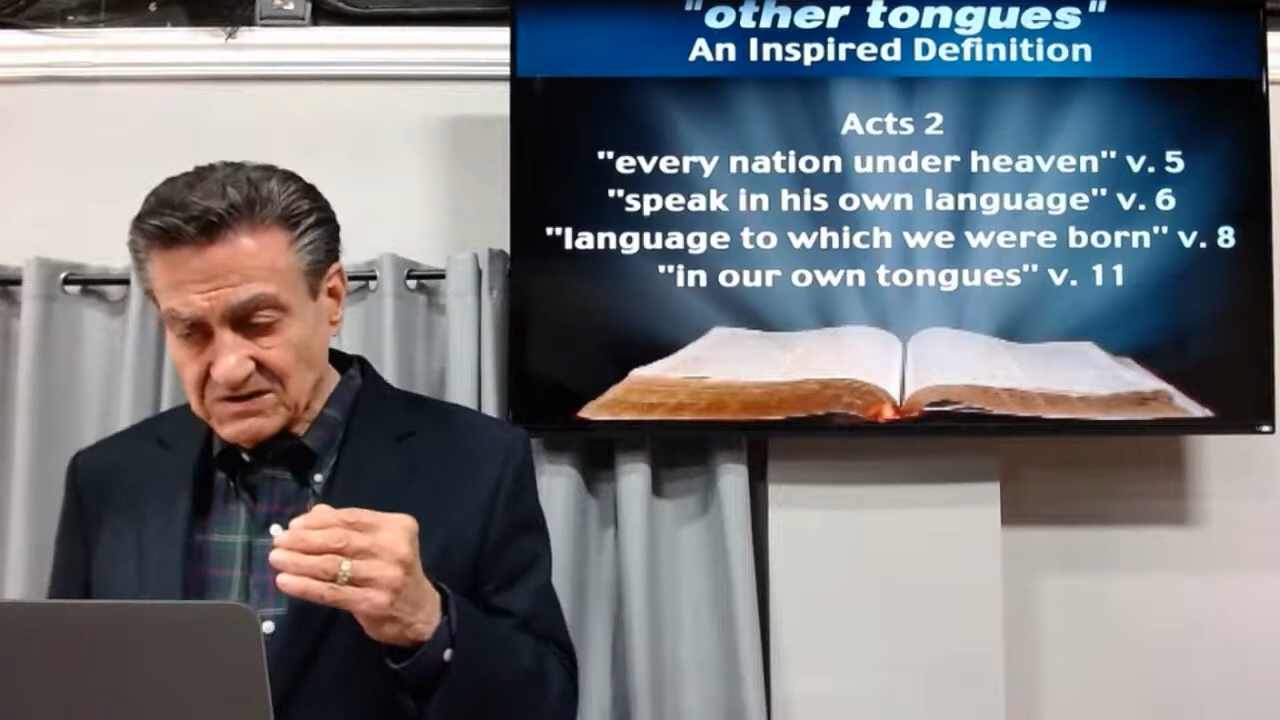 "other tongues"
An Inspired Definition
Acts 2
"every nation under heaven" v. 5
"speak in his own language" v. 6
"language to which we were born" v. 8
"in our own tongues" v. 11